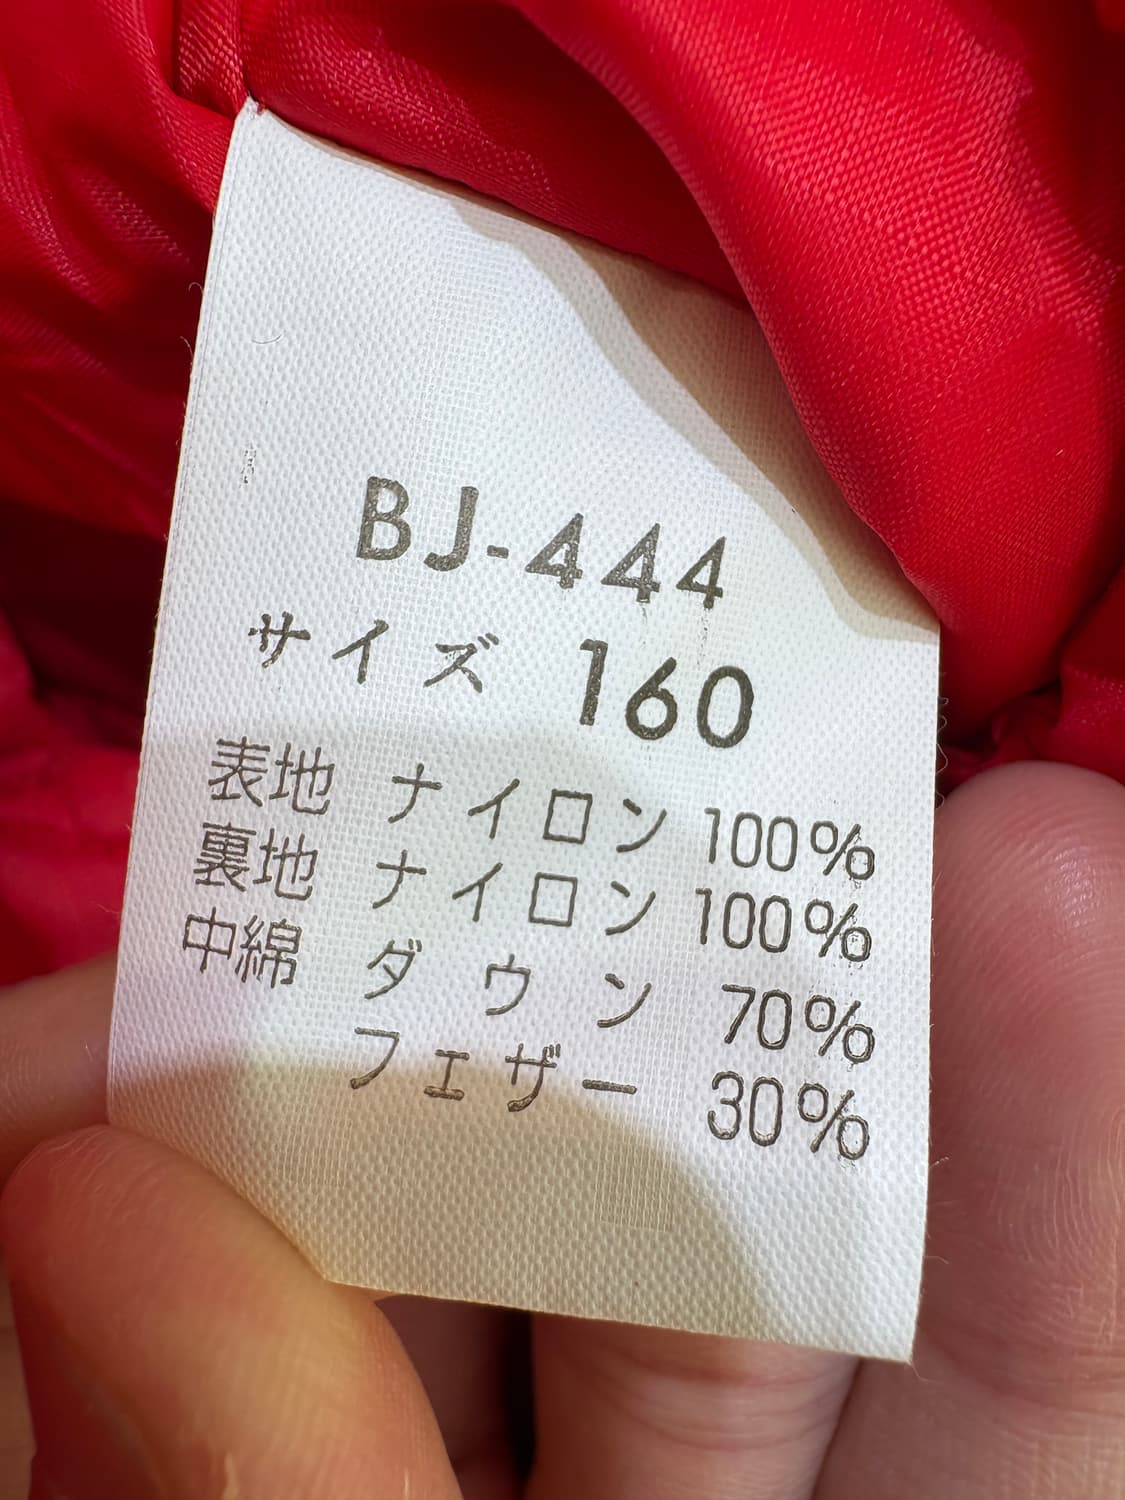 BJ-444
サイズ 160
表地 ナイロン 100%
裏地 ナイロン 100%
中綿 ダウン 70%
フェザー 30%